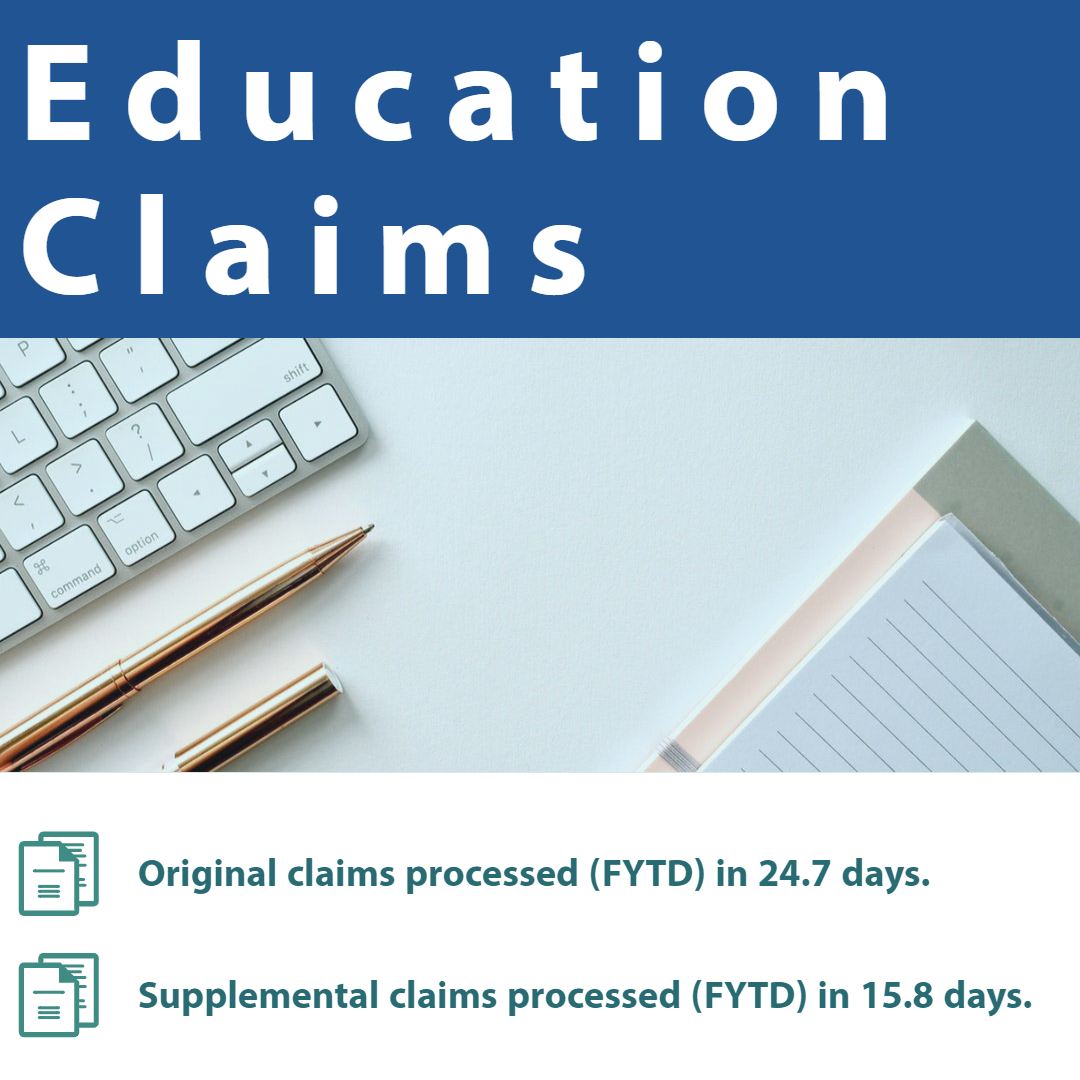 Education
Claims
P
"
'
shift
:
;
L
?
/
>
.
<
,
option
command
Original claims processed (FYTD) in 24.7 days.
Supplemental claims processed (FYTD) in 15.8 days.